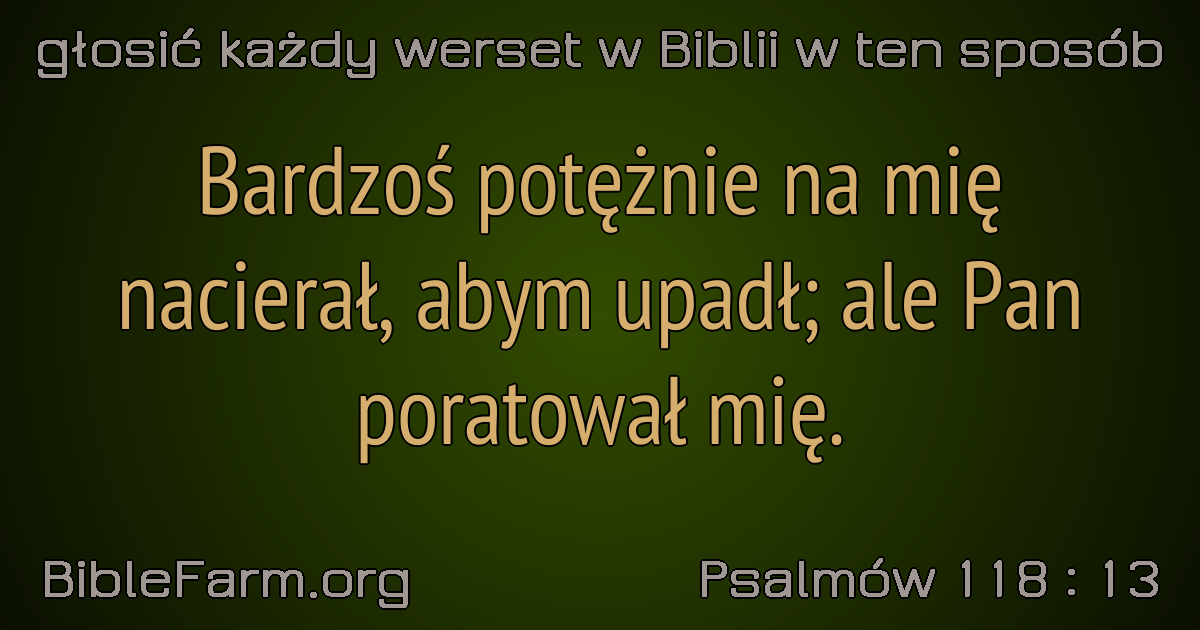 głosić każdy werset w Biblii w ten sposób
Bardzoś potężnie na mię
nacierał, abym upadł; ale Pan
poratował mię.
BibleFarm.org
Psalmów 118 : 13